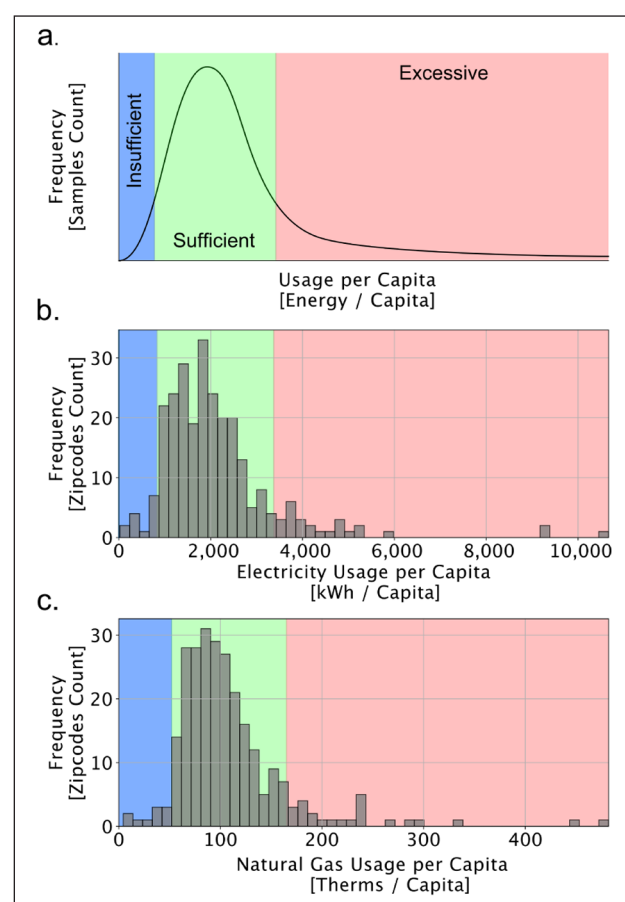 a.
Frequency
[Samples Count]
Insufficient
Sufficient
Excessive
Usage per Capita
[Energy / Capita]
b.
Frequency
[Zipcodes Count]
30
20
10
0
0 2,000 4,000 6,000 8,000 10,000
Electricity Usage per Capita
[kWh / Capita]
c.
Frequency
[Zipcodes Count]
30
20
10
0
0 100 200 300 400
Natural Gas Usage per Capita
[Therms / Capita]